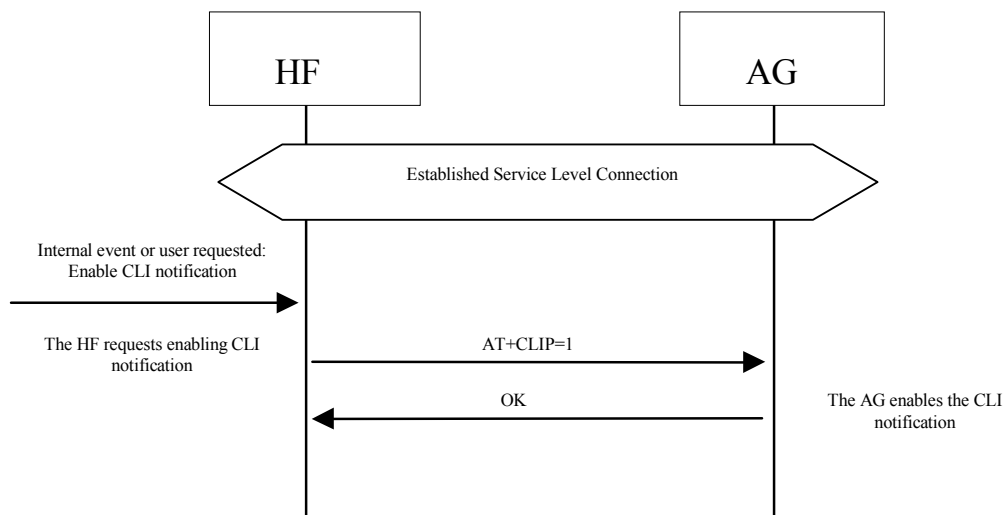 HF
AG
Established Service Level Connection
Internal event or user requested:
Enable CLI notification
The HF requests enabling CLI
notification
AT+CLIP=1
OK
The AG enables the CLI
notification